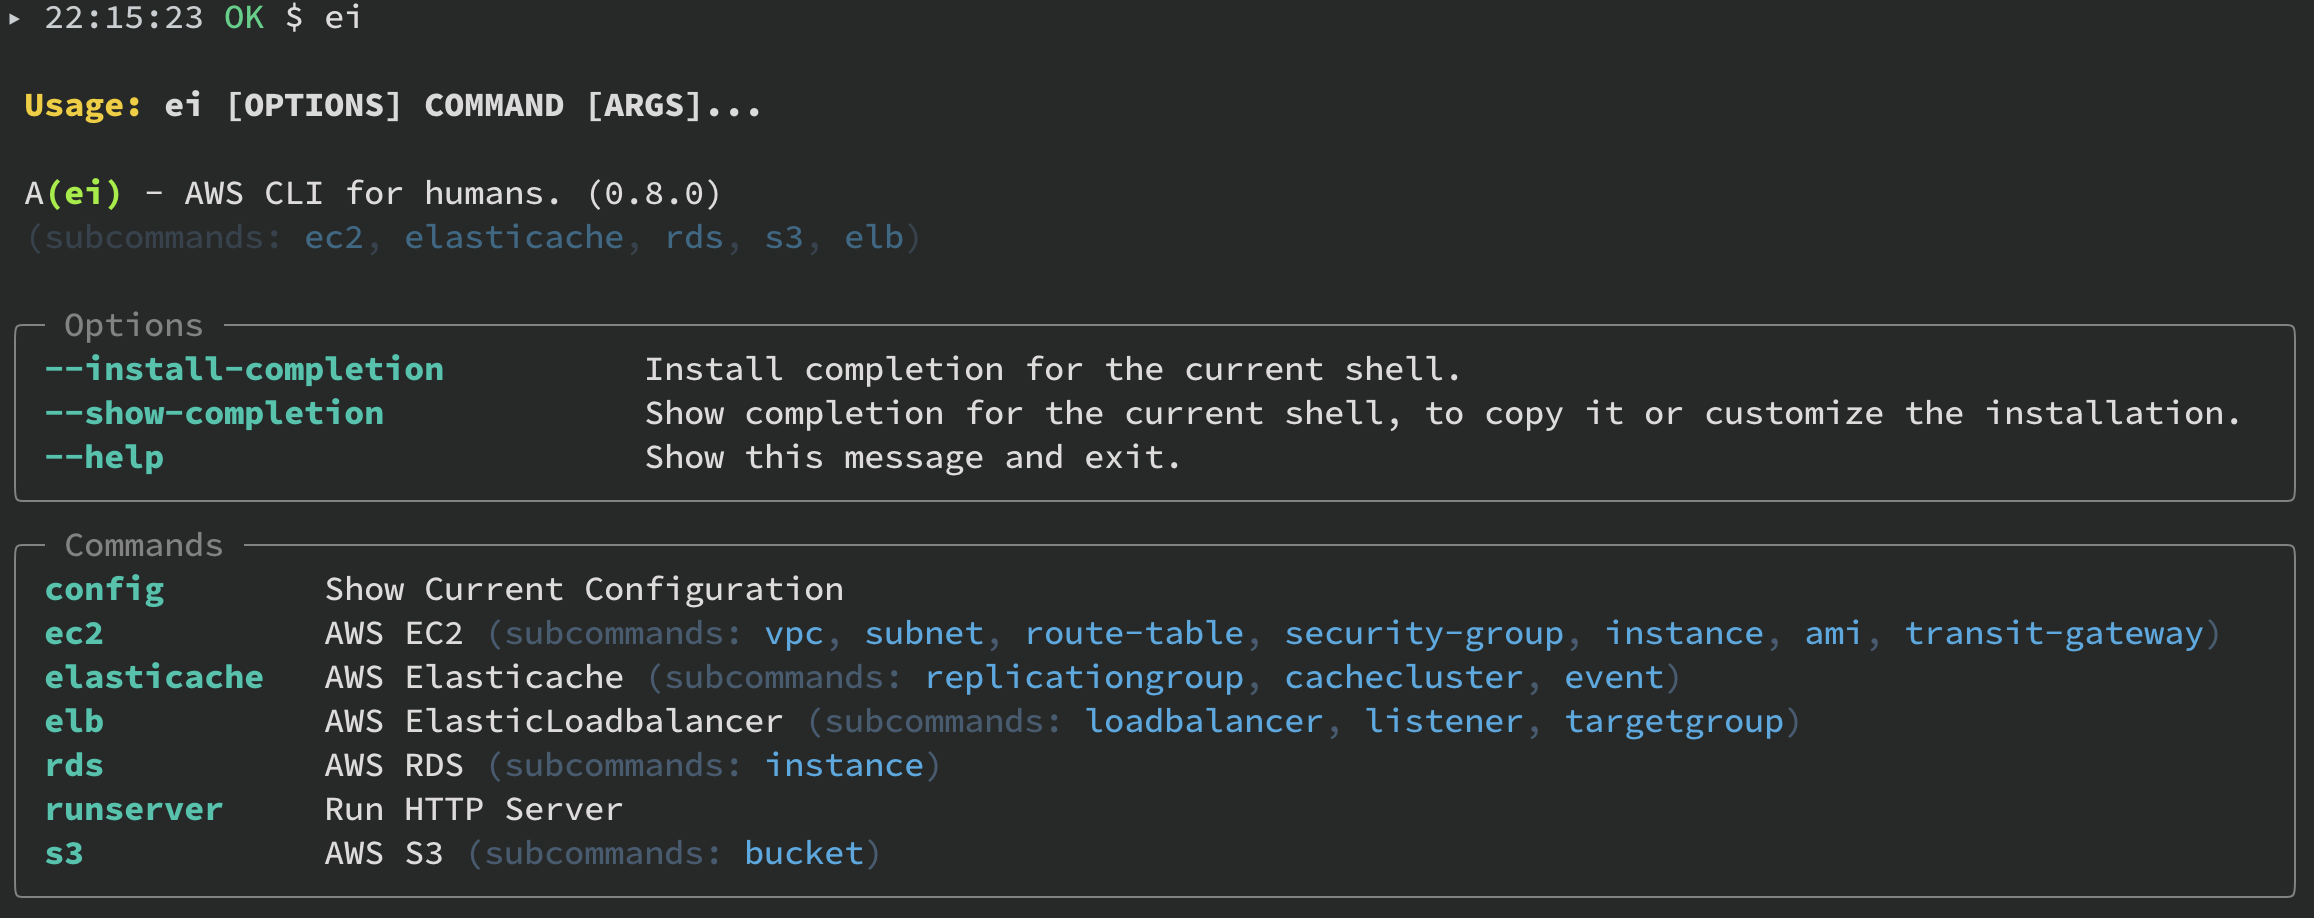 ▸ 22:15:23 OK $ ei
Usage: ei [OPTIONS] COMMAND [ARGS]...
A(ei) - AWS CLI for humans. (0.8.0)
(subcommands: ec2, elasticache, rds, s3, elb)
Options
--install-completion Install completion for the current shell.
--show-completion Show completion for the current shell, to copy it or customize the installation.
--help Show this message and exit.
Commands
config Show Current Configuration
ec2 AWS EC2 (subcommands: vpc, subnet, route-table, security-group, instance, ami, transit-gateway)
elasticache AWS Elasticache (subcommands: replicationgroup, cachecluster, event)
elb AWS ElasticLoadbalancer (subcommands: loadbalancer, listener, targetgroup)
rds AWS RDS (subcommands: instance)
runserver Run HTTP Server
s3 AWS S3 (subcommands: bucket)